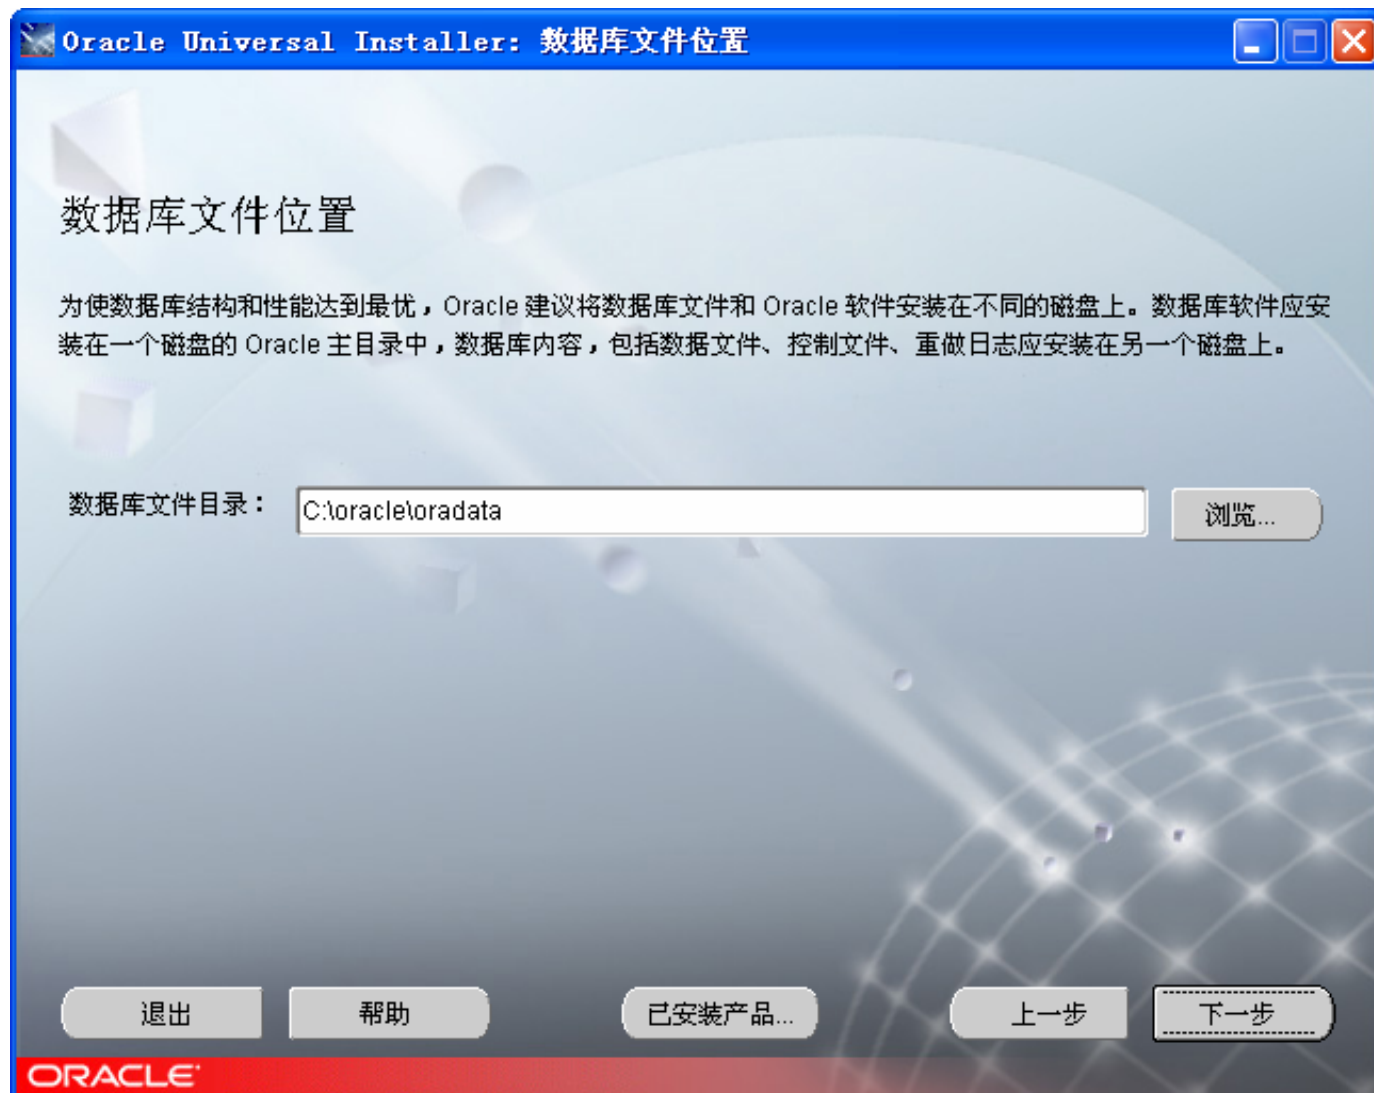 Oracle Universal Installer: 数据库文件位置
数据库文件位置
为使数据库结构和性能达到最优，Oracle 建议将数据库文件和 Oracle 软件安装在不同的磁盘上。数据库软件应安
装在一个磁盘的 Oracle 主目录中，数据库内容，包括数据文件、控制文件、重做日志应安装在另一个磁盘上。
数据库文件目录：
C:\oracle\oradata
浏览...
退出
帮助
已安装产品...
上一步
下一步
ORACLE